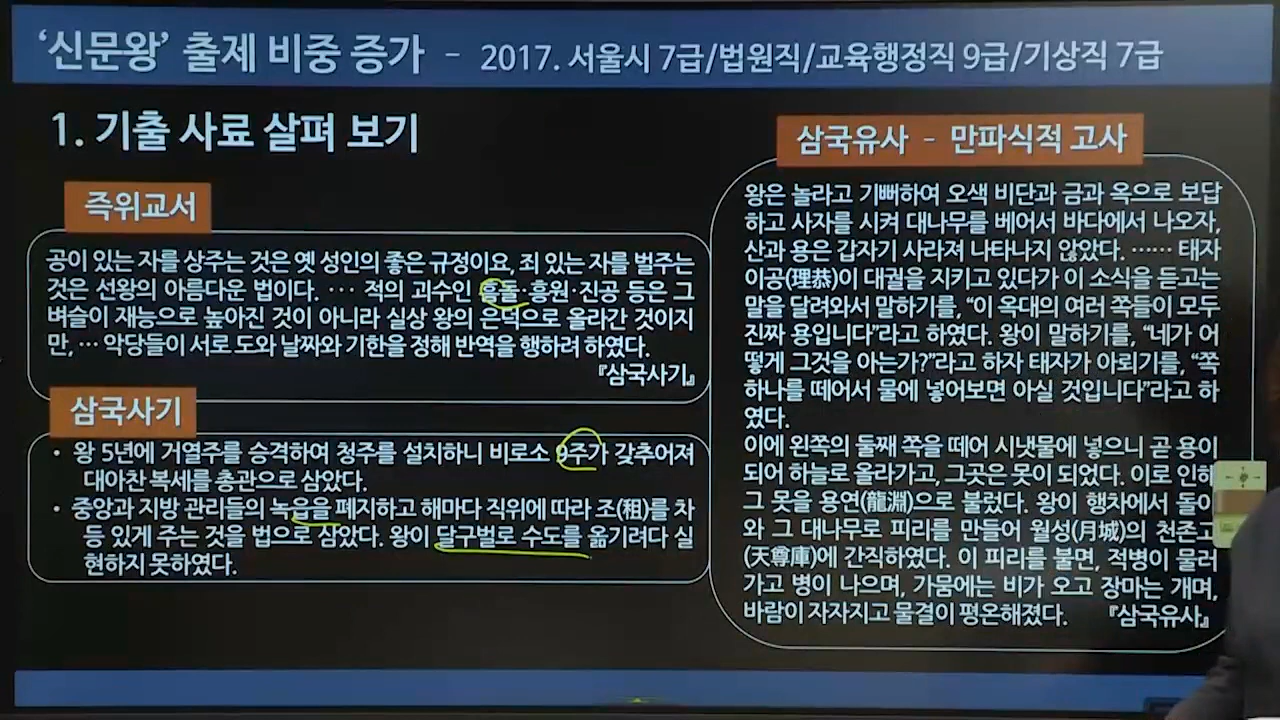 ‘신문왕’ 출제 비중 증가 – 2017. 서울시 7급/법원직/교육행정직 9급/기상직 7급
1. 기출 사료 살펴 보기
즉위교서
공이 있는 자를 상주는 것은 옛 성인의 좋은 규정이요, 죄 있는 자를 벌주는
것은 선왕의 아름다운 법이다. … 적의 괴수인 흠돌·흥원·진공 등은 그
벼슬이 재능으로 높아진 것이 아니라 실상 왕의 은덕으로 올라간 것이지
만, … 악당들이 서로 도와 날짜와 기한을 정해 반역을 행하려 하였다.
『삼국사기』
삼국사기
• 왕 5년에 거열주를 승격하여 청주를 설치하니 비로소 9주가 갖추어져
대아찬 복세를 총관으로 삼았다.
• 중앙과 지방 관리들의 녹읍을 폐지하고 해마다 직위에 따라 조(租)를 차
등 있게 주는 것을 법으로 삼았다. 왕이 달구벌로 수도를 옮기려다 실
현하지 못하였다.
삼국유사 – 만파식적 고사
왕은 놀라고 기뻐하여 오색 비단과 금과 옥으로 보답
하고 사자를 시켜 대나무를 베어서 바다에서 나오자,
산과 용은 갑자기 사라져 나타나지 않았다. …… 태자
이공(理恭)이 대궐을 지키고 있다가 이 소식을 듣고는
말을 달려와서 말하기를, “이 옥대의 여러 쪽들이 모두
진짜 용입니다”라고 하였다. 왕이 말하기를, “네가 어
떻게 그것을 아는가?”라고 하자 태자가 아뢰기를, “쪽
하나를 떼어서 물에 넣어보면 아실 것입니다”라고 하
였다.
이에 왼쪽의 둘째 쪽을 떼어 시냇물에 넣으니 곧 용이
되어 하늘로 올라가고, 그곳은 못이 되었다. 이로 인해
그 못을 용연(龍淵)으로 불렀다. 왕이 행차에서 돌아
와 그 대나무로 피리를 만들어 월성(月城)의 천존고
(天尊庫)에 간직하였다. 이 피리를 불면, 적병이 물러
가고 병이 나으며, 가뭄에는 비가 오고 장마는 개며,
바람이 자자지고 물결이 평온해졌다. 『삼국유사』